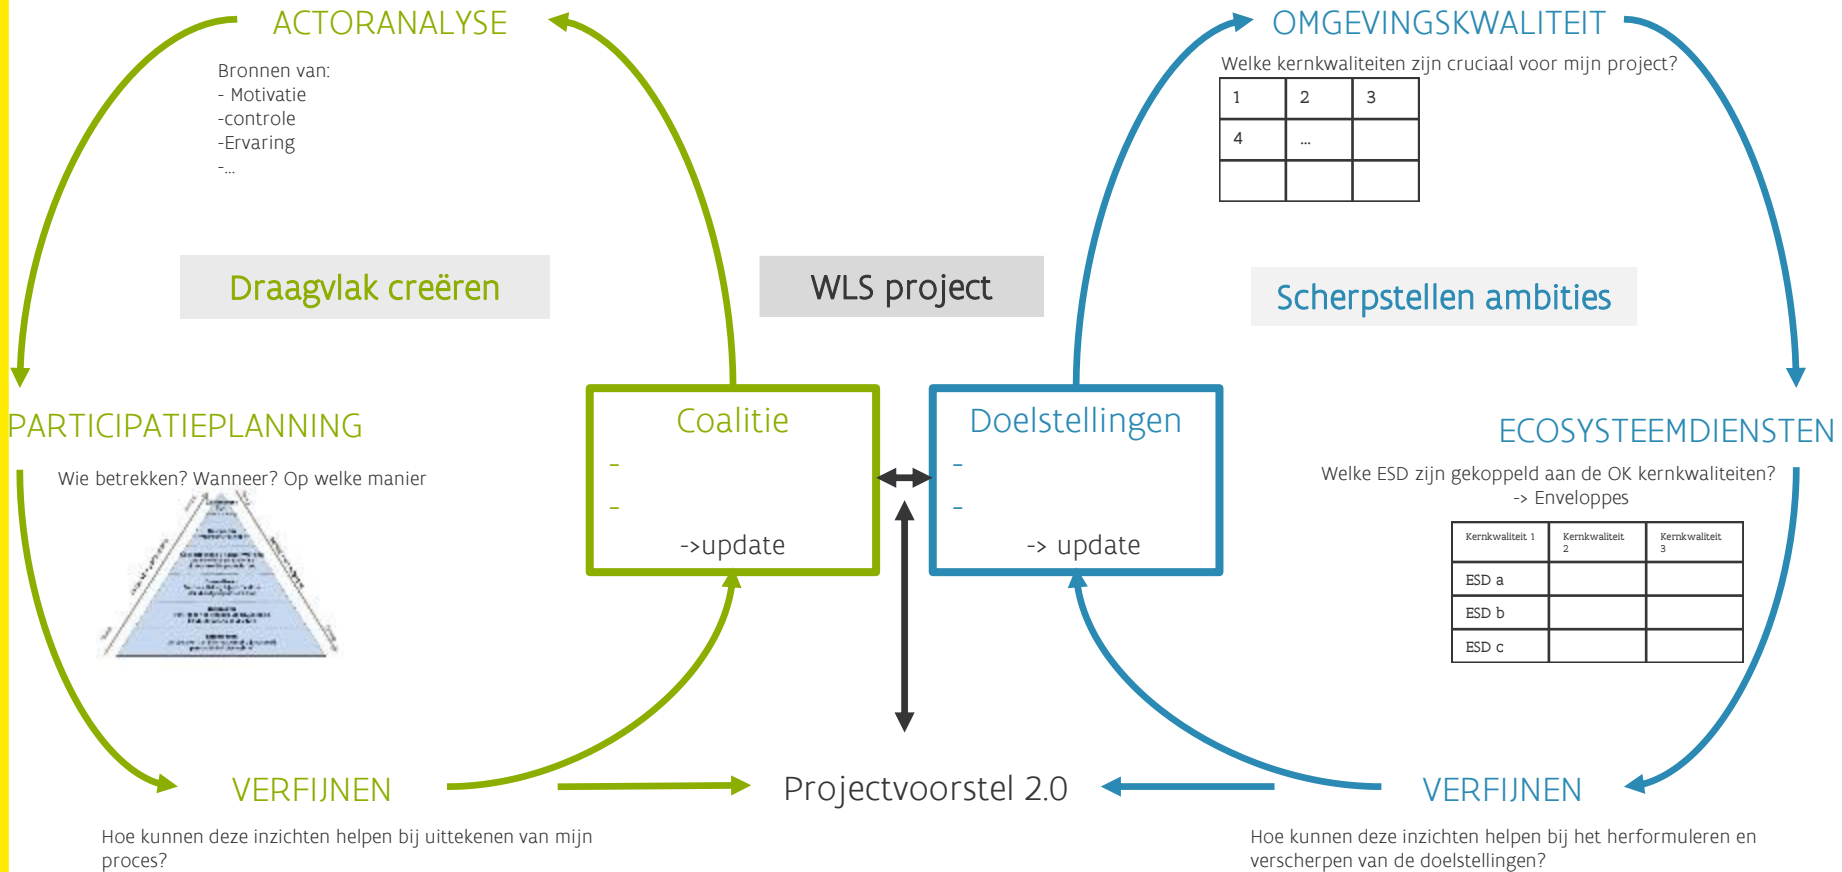 ACTORANALYSE
Bronnen van:
- Motivatie
-controle
-Ervaring
-...
Draagvlak creëren
PARTICIPATIEPLANNING
Wie betrekken? Wanneer? Op welke manier
VERFIJNEN
Hoe kunnen deze inzichten helpen bij uittekenen van mijn
proces?
WLS project
Coalitie
-
-
->update
Doelstellingen
-
-
-> update
Projectvoorstel 2.0
OMGEVINGSKWALITEIT
Welke kernkwaliteiten zijn cruciaal voor mijn project?
1 2 3
4 ...
Scherpstellen ambities
ECOSYSTEEMDIENSTEN
Welke ESD zijn gekoppeld aan de OK kernkwaliteiten?
-> Enveloppes
Kernkwaliteit 1 Kernkwaliteit Kernkwaliteit
2 3
ESD a
ESD b
ESD c
VERFIJNEN
Hoe kunnen deze inzichten helpen bij het herformuleren en
verscherpen van de doelstellingen?